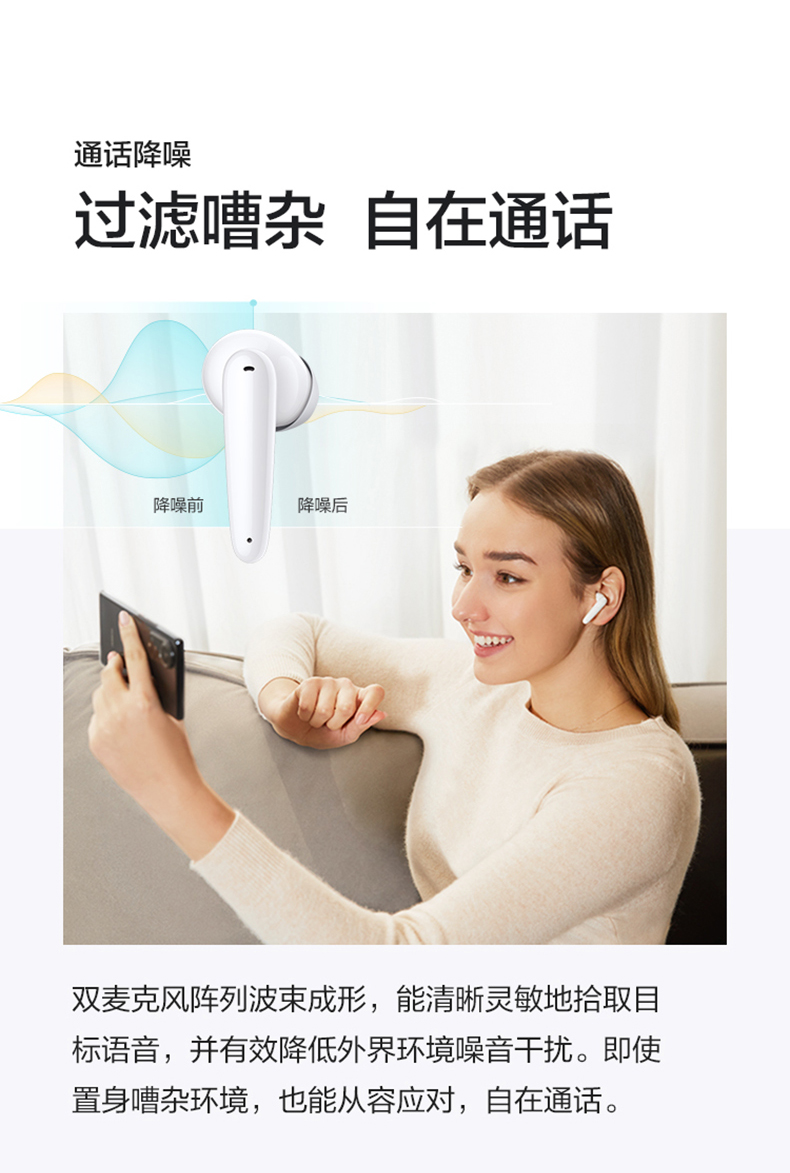 通话降噪
过滤嘈杂 自在通话
降噪前
降噪后
双麦克风阵列波束成形，能清晰灵敏地拾取目
标语音，并有效降低外界环境噪音干扰。即使
置身嘈杂环境，也能从容应对，自在通话。